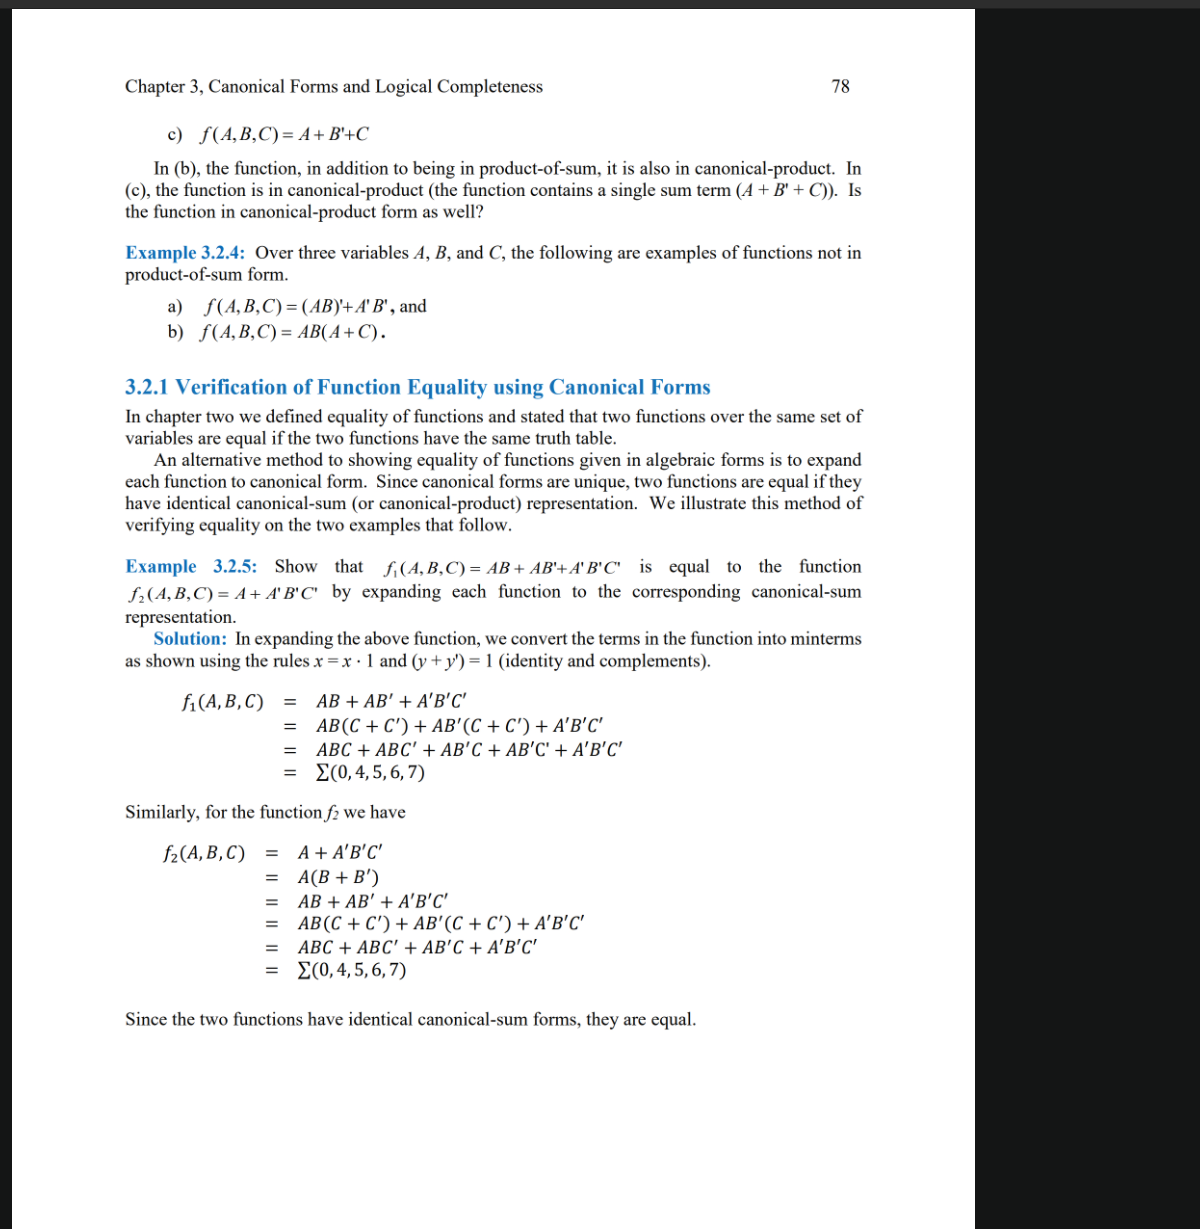 Chapter 3, Canonical Forms and Logical Completeness 78
c) f(A,B,C)= A+ B'+C
In (b), the function, in addition to being in product-of-sum, it is also in canonical-product. In
(c), the function is in canonical-product (the function contains a single sum term (A + B' + C)). Is
the function in canonical-product form as well?
Example 3.2.4: Over three variables A, B, and C, the following are examples of functions not in
product-of-sum form.
a) f(A,B,C)=(AB)'+A'B', and
b) f(A,B,C)= AB(A+C).
3.2.1 Verification of Function Equality using Canonical Forms
In chapter two we defined equality of functions and stated that two functions over the same set of
variables are equal if the two functions have the same truth table.
An alternative method to showing equality of functions given in algebraic forms is to expand
each function to canonical form. Since canonical forms are unique, two functions are equal if they
have identical canonical-sum (or canonical-product) representation. We illustrate this method of
verifying equality on the two examples that follow.
Example 3.2.5: Show that f₁(A,B,C)= AB+ AB'+A'B'C' is equal to the function
f₂(A,B,C)= A+ A'B'C' by expanding each function to the corresponding canonical-sum
representation.
Solution: In expanding the above function, we convert the terms in the function into minterms
as shown using the rules x = x · 1 and (y + y') = 1 (identity and complements).
f₁(A,B,C) = AB + AB′ + A′B′C′
= AB(C + C′) + AB′(C + C′) + A′B′C′
= ABC + ABC′ + AB′C + AB′C' + A′B′C′
= ∑(0,4,5,6,7)
Similarly, for the function f₂ we have
f₂(A,B,C) = A + A′B′C′
= A(B + B′)
= AB + AB′ + A′B′C′
= AB(C + C′) + AB′(C + C′) + A′B′C′
= ABC + ABC′ + AB′C + A′B′C′
= ∑(0,4,5,6,7)
Since the two functions have identical canonical-sum forms, they are equal.